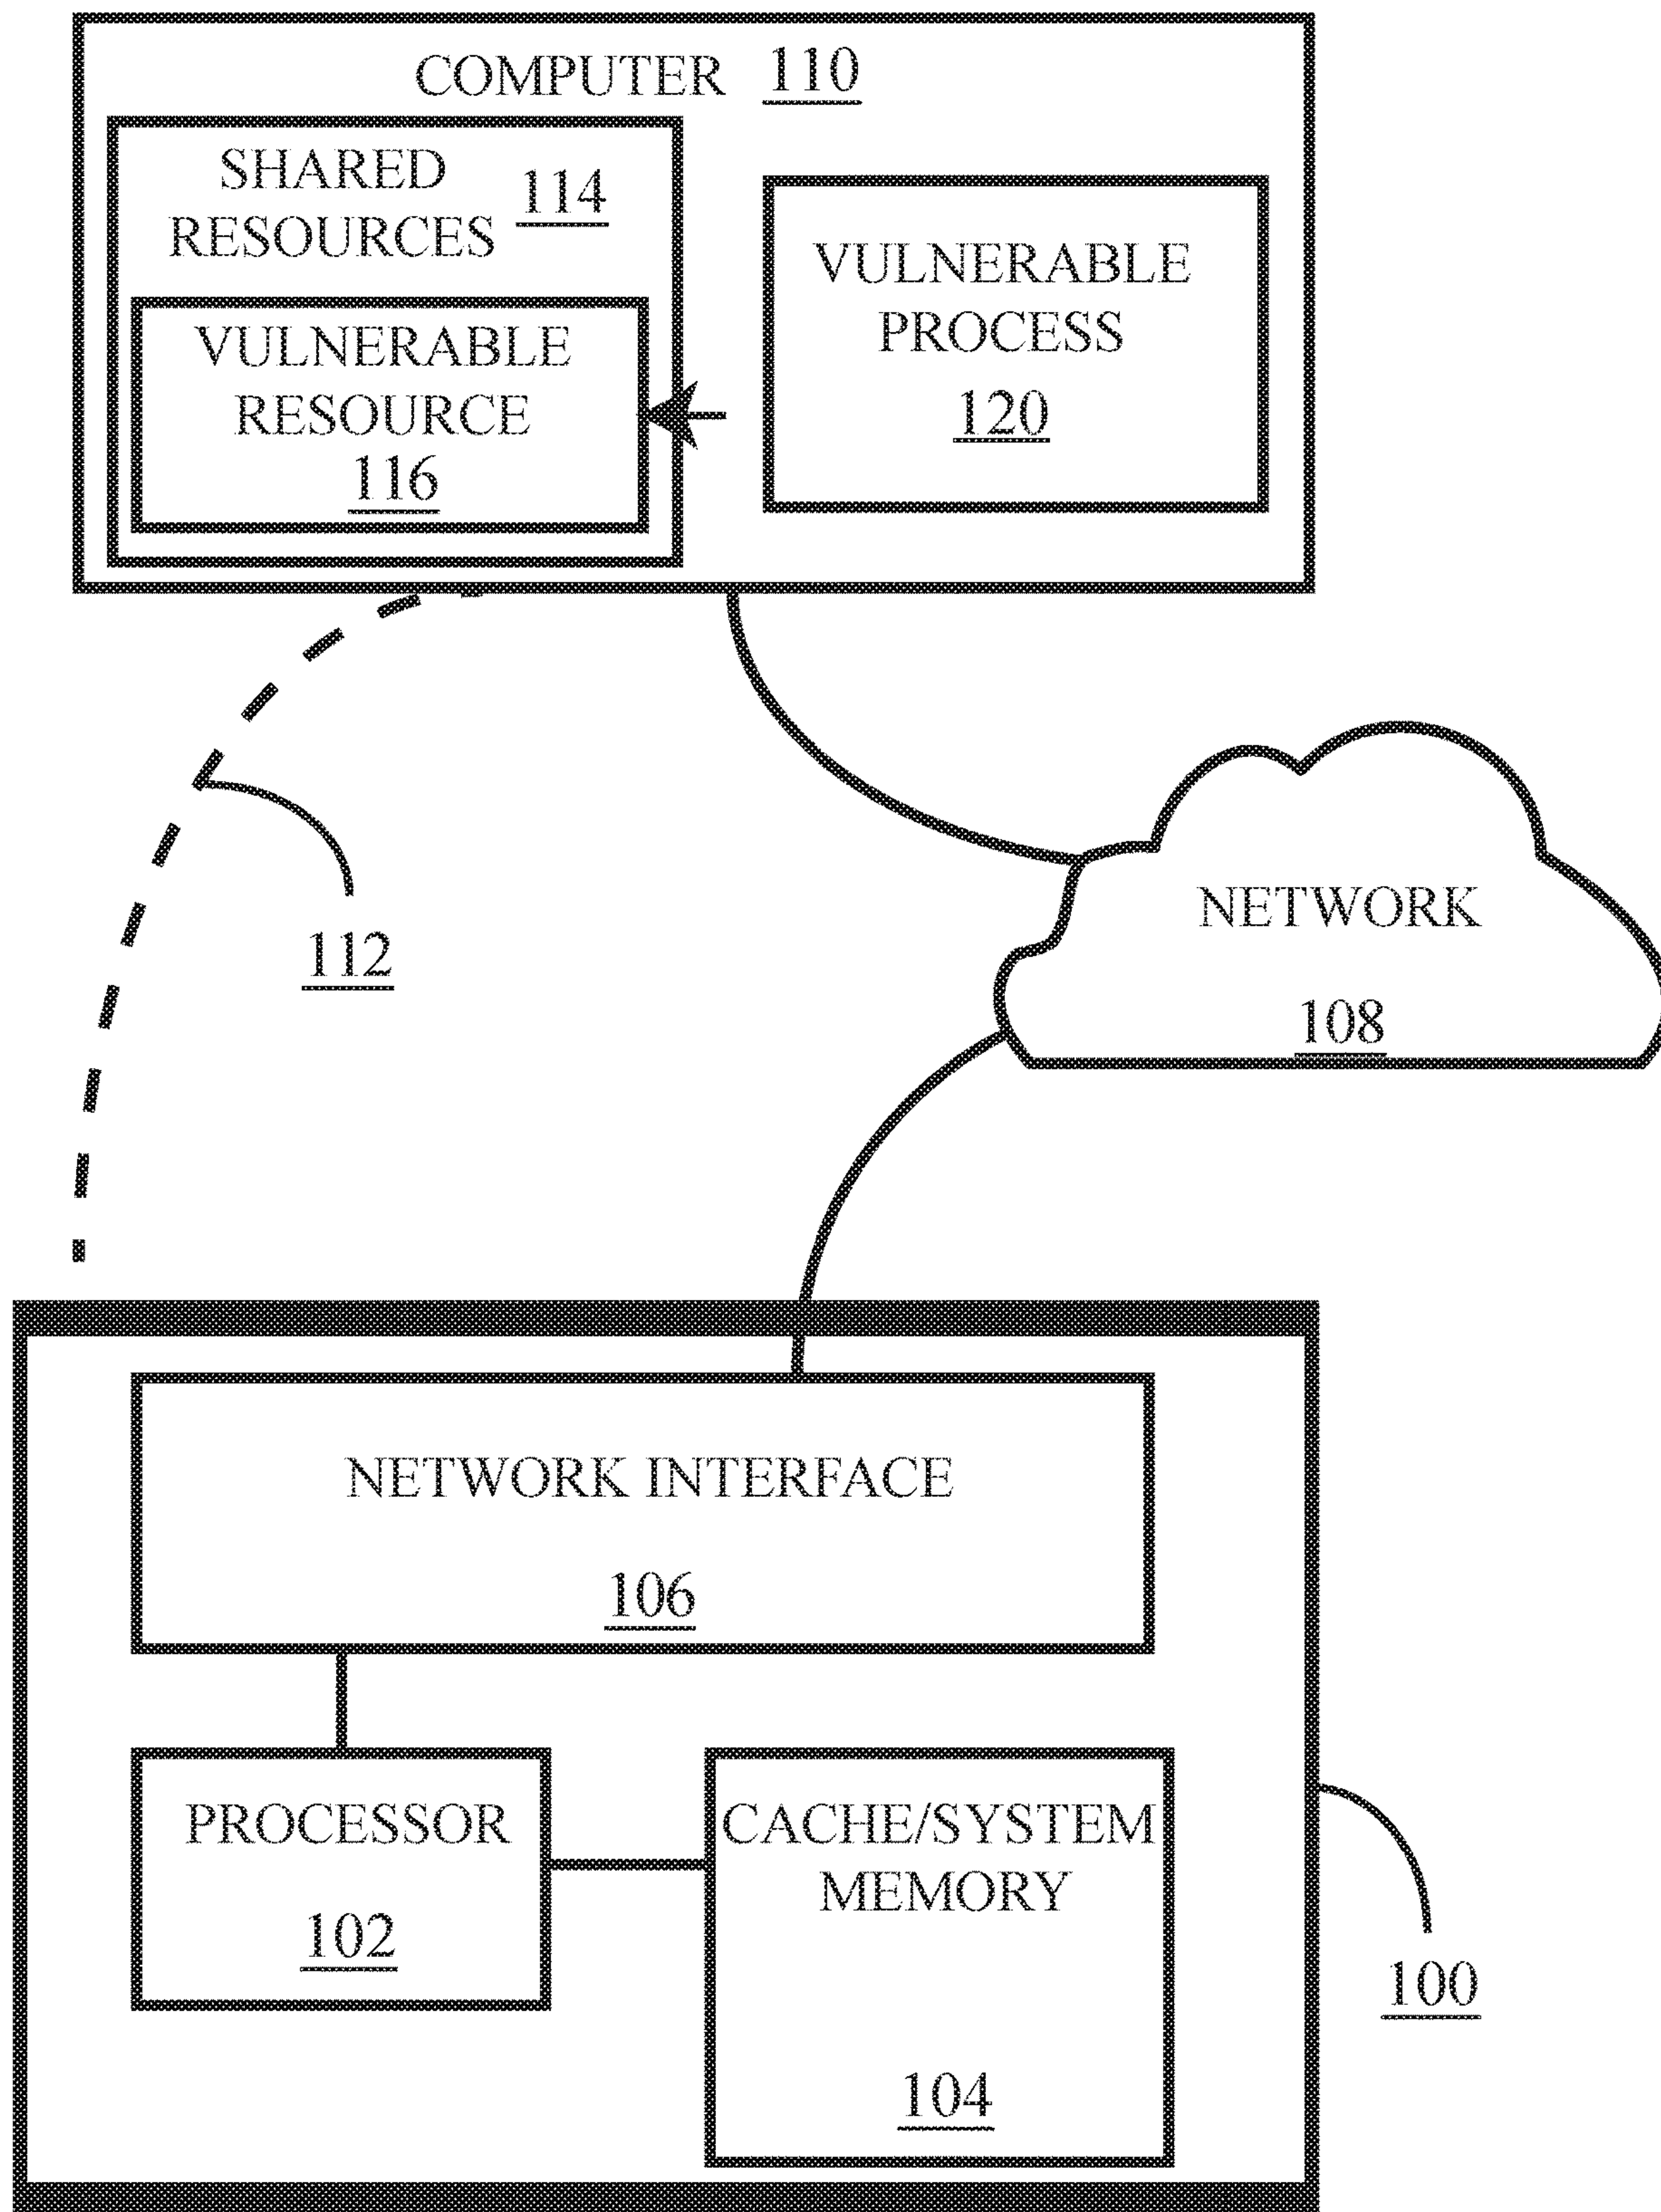 COMPUTER 110
SHARED
RESOURCES 114
VULNERABLE
RESOURCE
116
VULNERABLE
PROCESS
120
112
NETWORK
108
NETWORK INTERFACE
106
PROCESSOR
102
CACHE/SYSTEM
MEMORY
104
100